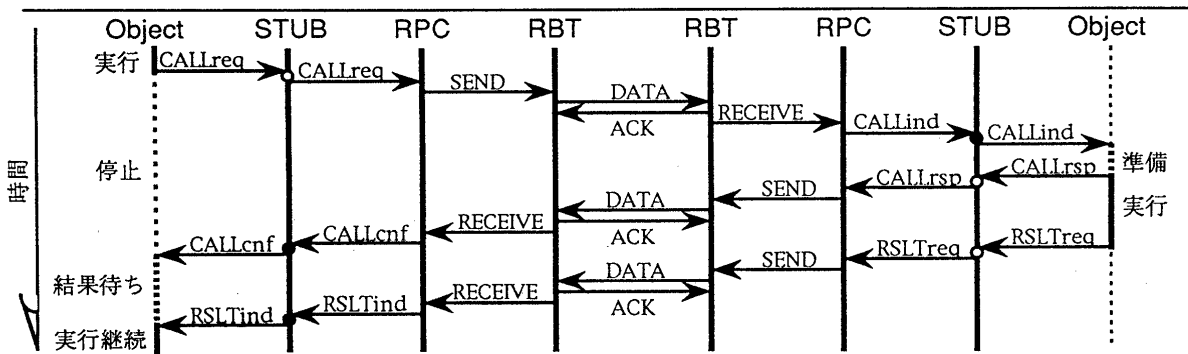 Object STUB RPC RBT RBT RPC STUB Object
実行 CALLreq CALLreq SEND DATA
ACK RECEIVE CALLind CALLind
時間
停止 準備
CALLrsp CALLrsp SEND DATA
実行
ACK RECEIVE CALLcnf CALLcnf
RSLTreq RSLTreq SEND DATA
結果待ち
ACK RECEIVE RSLTind RSLTind
実行継続